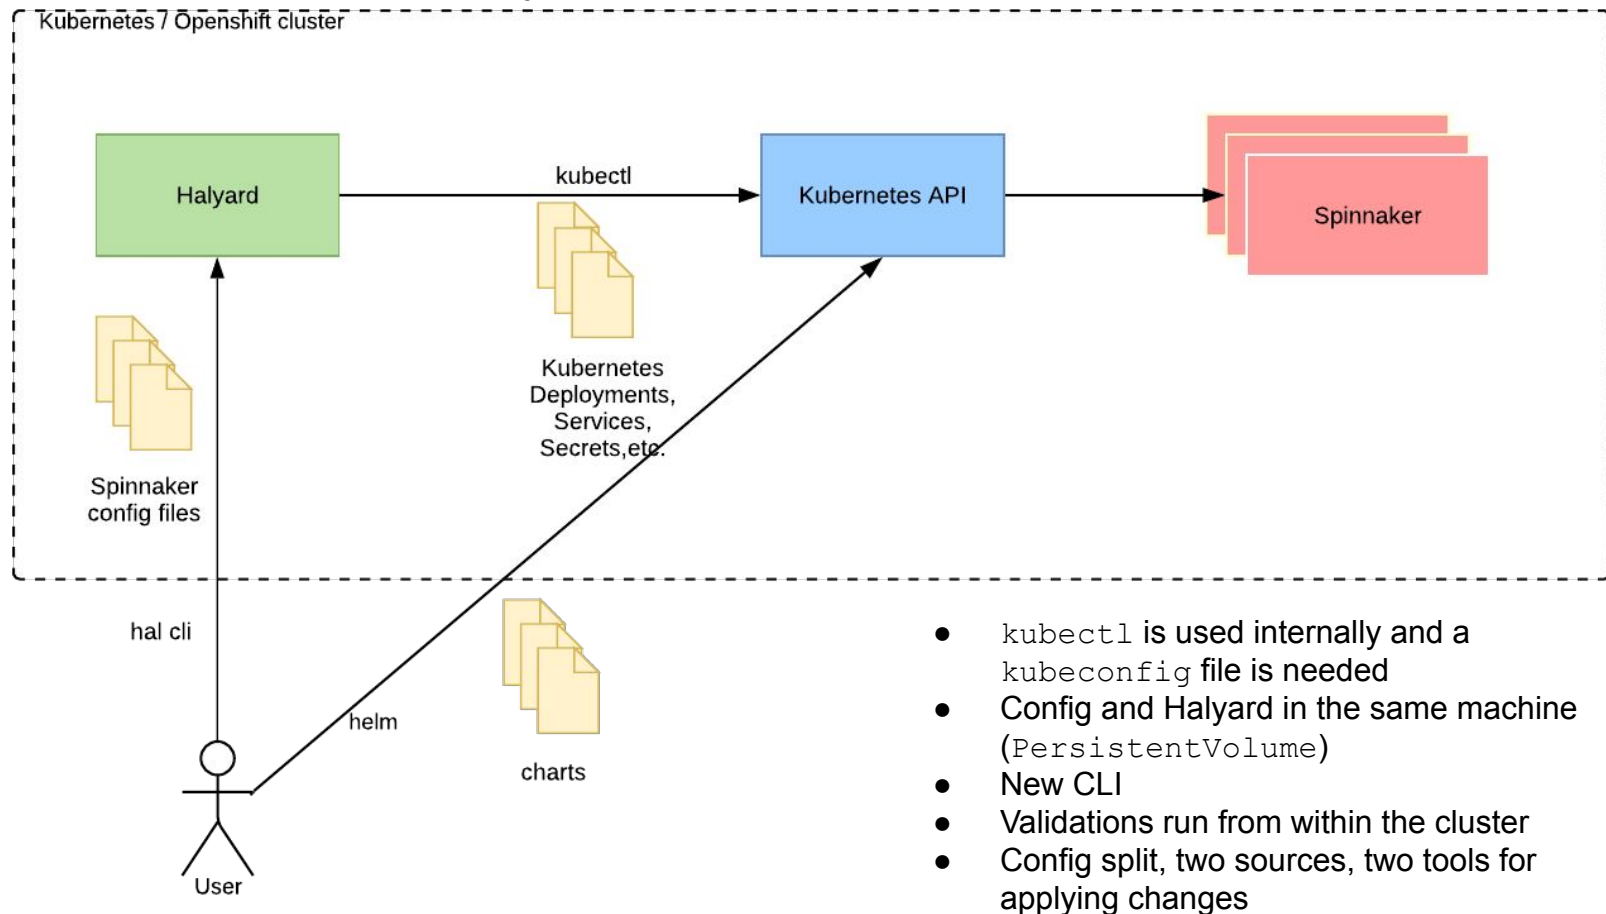 Kubernetes / Openshift cluster
Halyard
kubectl
Kubernetes API
Spinnaker
Kubernetes
Deployments,
Services,
Secrets,etc.
Spinnaker
config files
hal cli
helm
charts
User
● kubectl is used internally and a
kubeconfig file is needed
● Config and Halyard in the same machine
(PersistentVolume)
● New CLI
● Validations run from within the cluster
● Config split, two sources, two tools for
applying changes